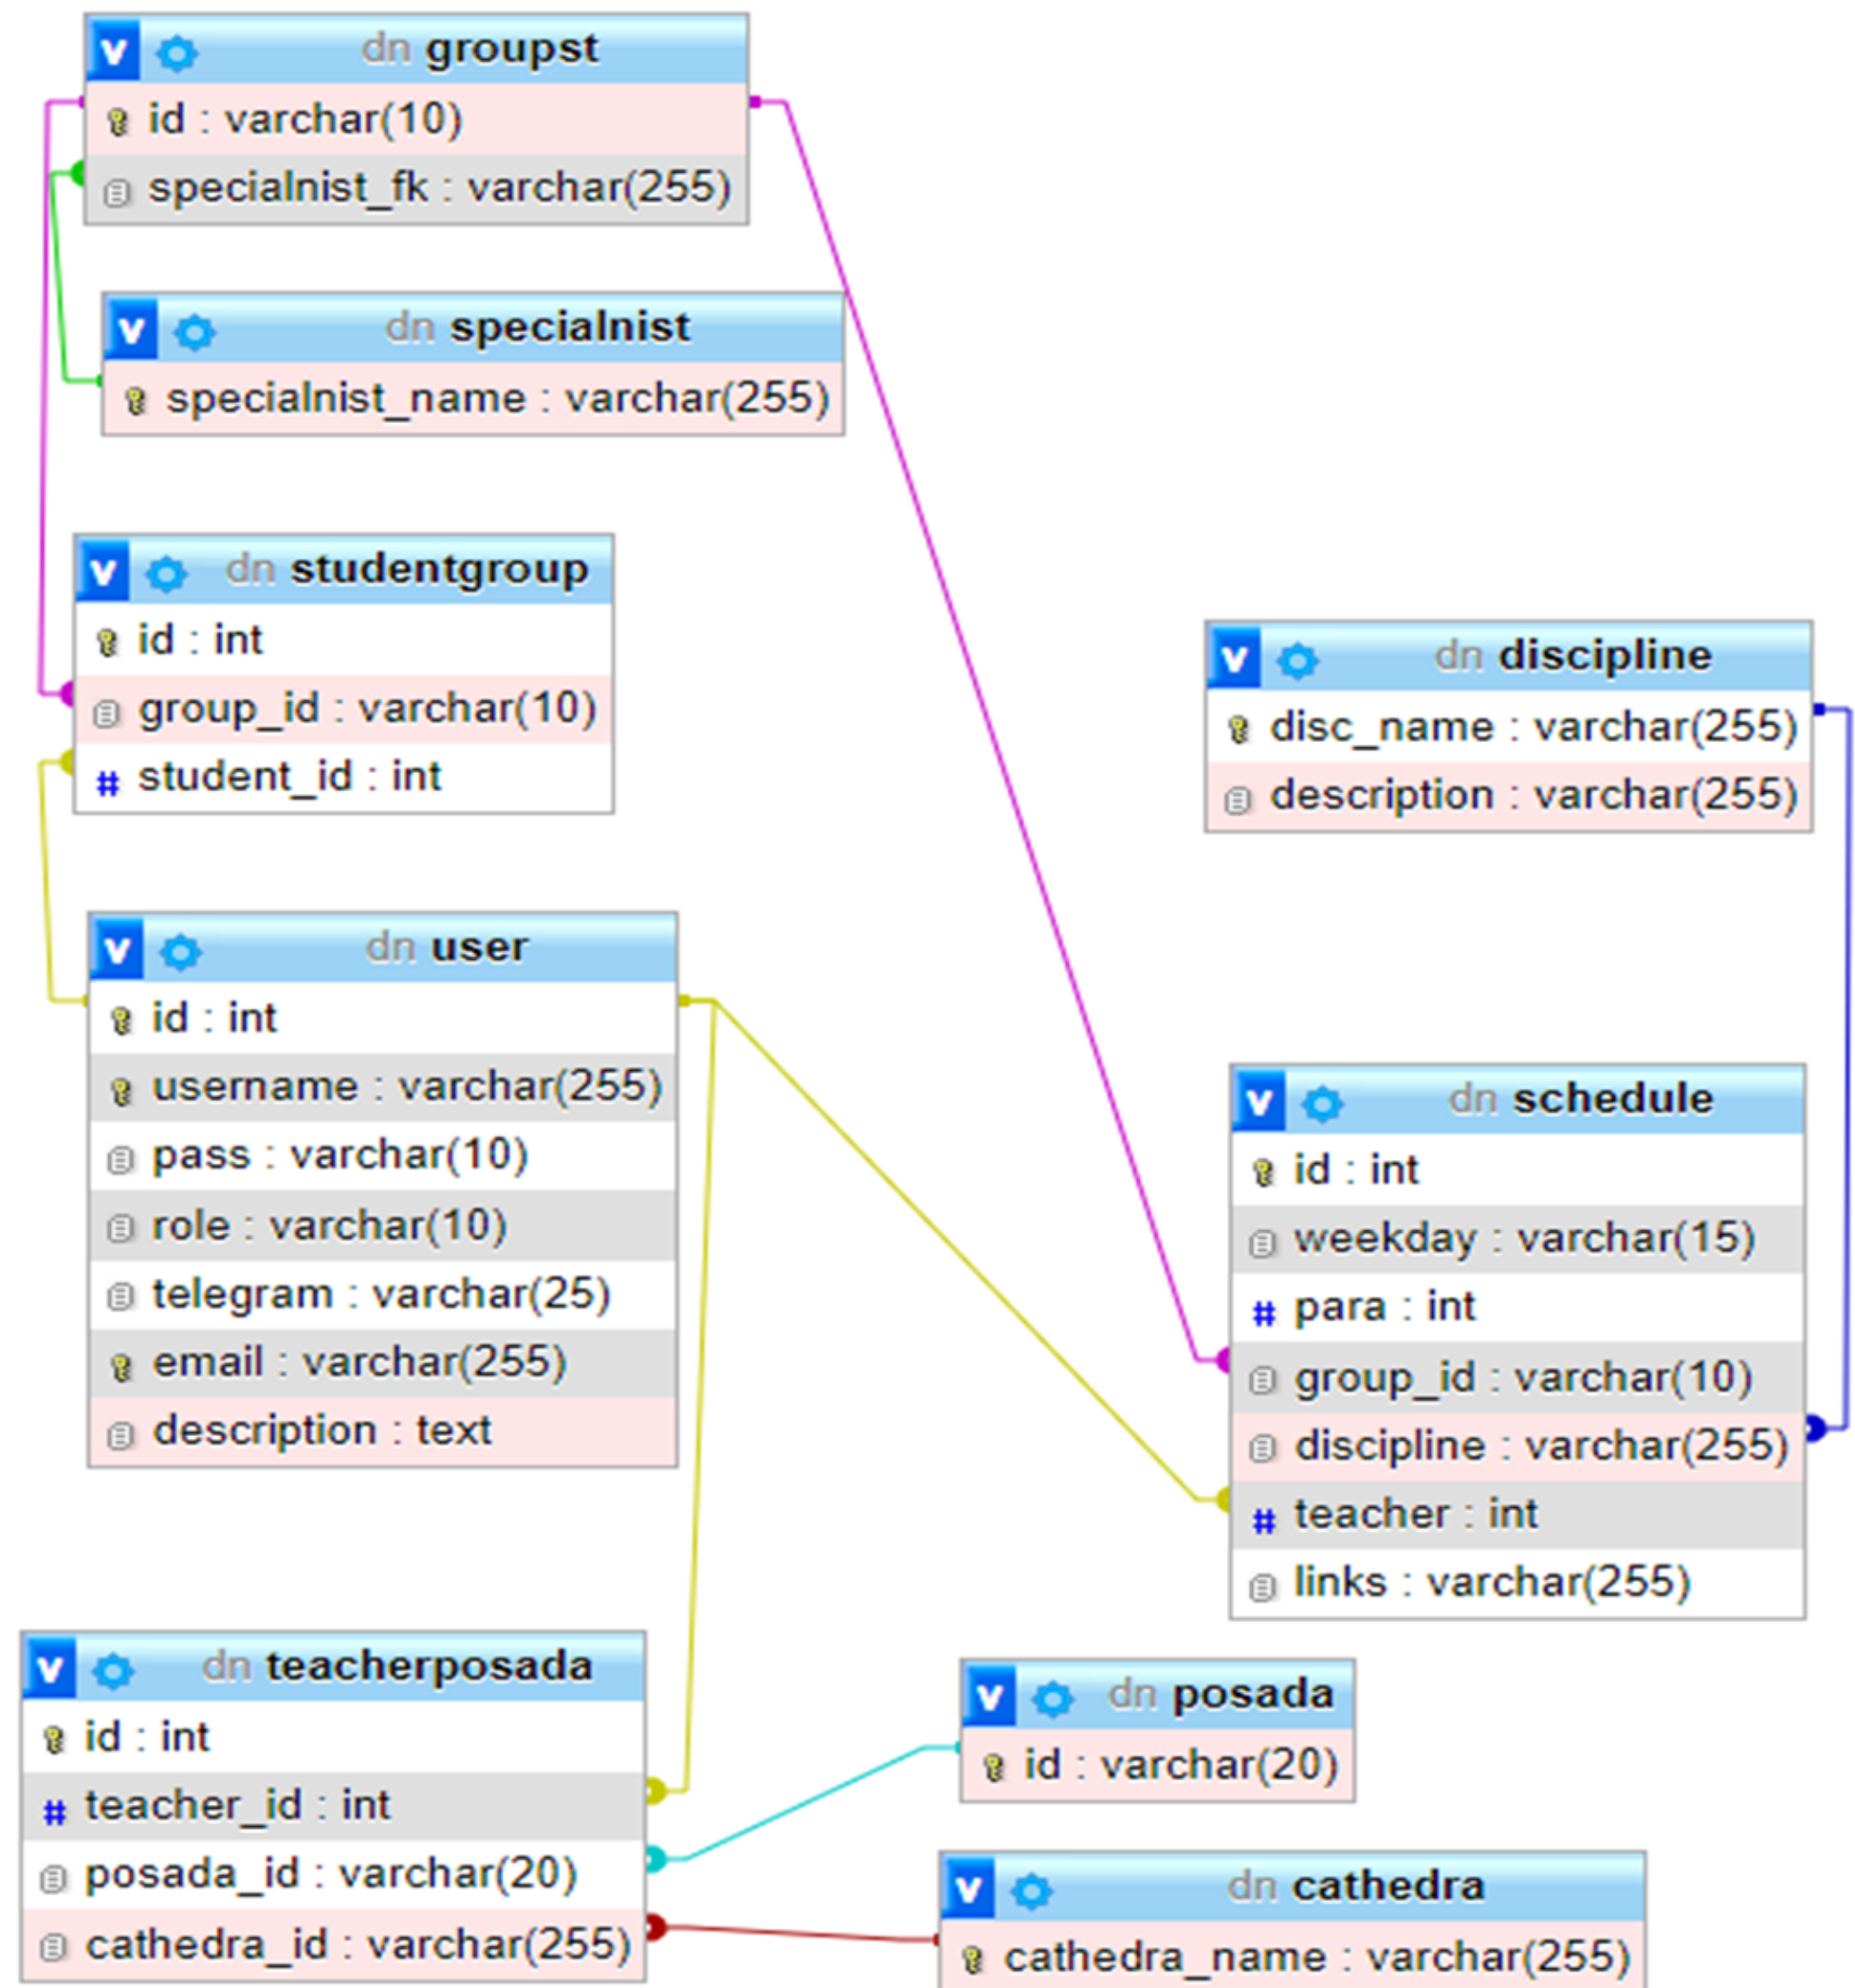 dn groupst
id : varchar(10)
specialnist_fk : varchar(255)
dn specialnist
specialnist_name : varchar(255)
dn studentgroup
id : int
group_id : varchar(10)
# student_id : int
dn discipline
disc_name : varchar(255)
description : varchar(255)
dn user
id : int
username : varchar(255)
pass : varchar(10)
role : varchar(10)
telegram : varchar(25)
email : varchar(255)
description : text
dn schedule
id : int
weekday : varchar(15)
# para : int
group_id : varchar(10)
discipline : varchar(255)
# teacher : int
links : varchar(255)
dn teacherposada
id : int
# teacher_id : int
posada_id : varchar(20)
cathedra_id : varchar(255)
dn posada
id : varchar(20)
dn cathedra
cathedra_name : varchar(255)